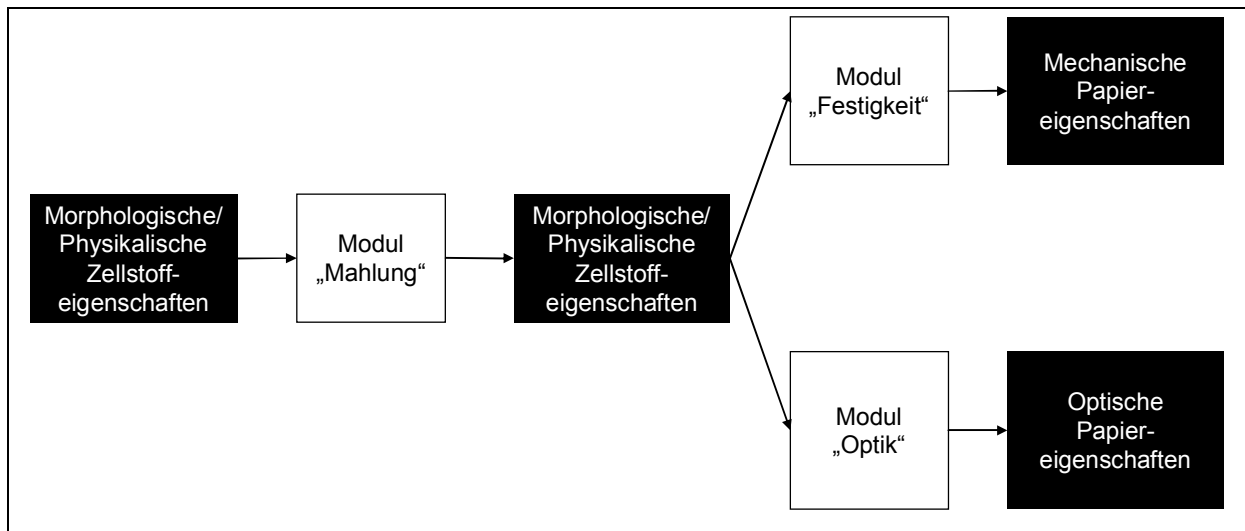 Morphologische/
Physikalische
Zellstoff-
eigenschaften
Modul
„Mahlung“
Morphologische/
Physikalische
Zellstoff-
eigenschaften
Modul
„Festigkeit“
Mechanische
Papier-
eigenschaften
Modul
„Optik“
Optische
Papier-
eigenschaften